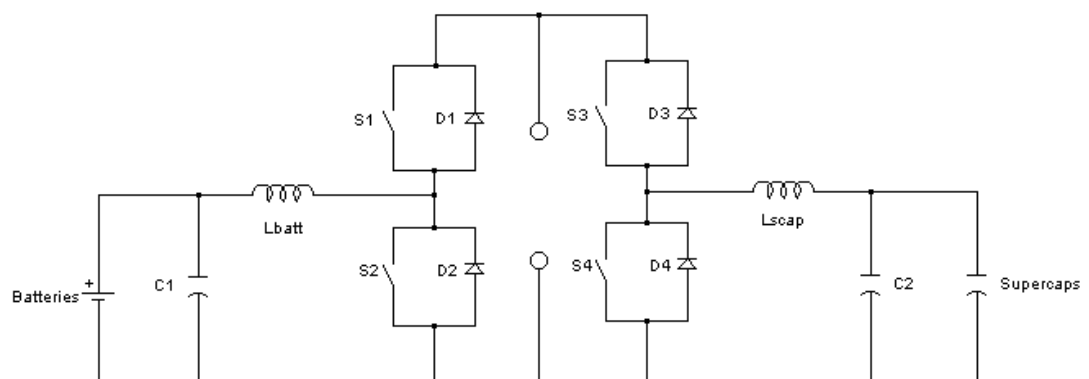 S1
D1
S3
D3
Lbatt
Lscap
S2
D2
S4
D4
+
Batteries
C1
C2
Supercaps